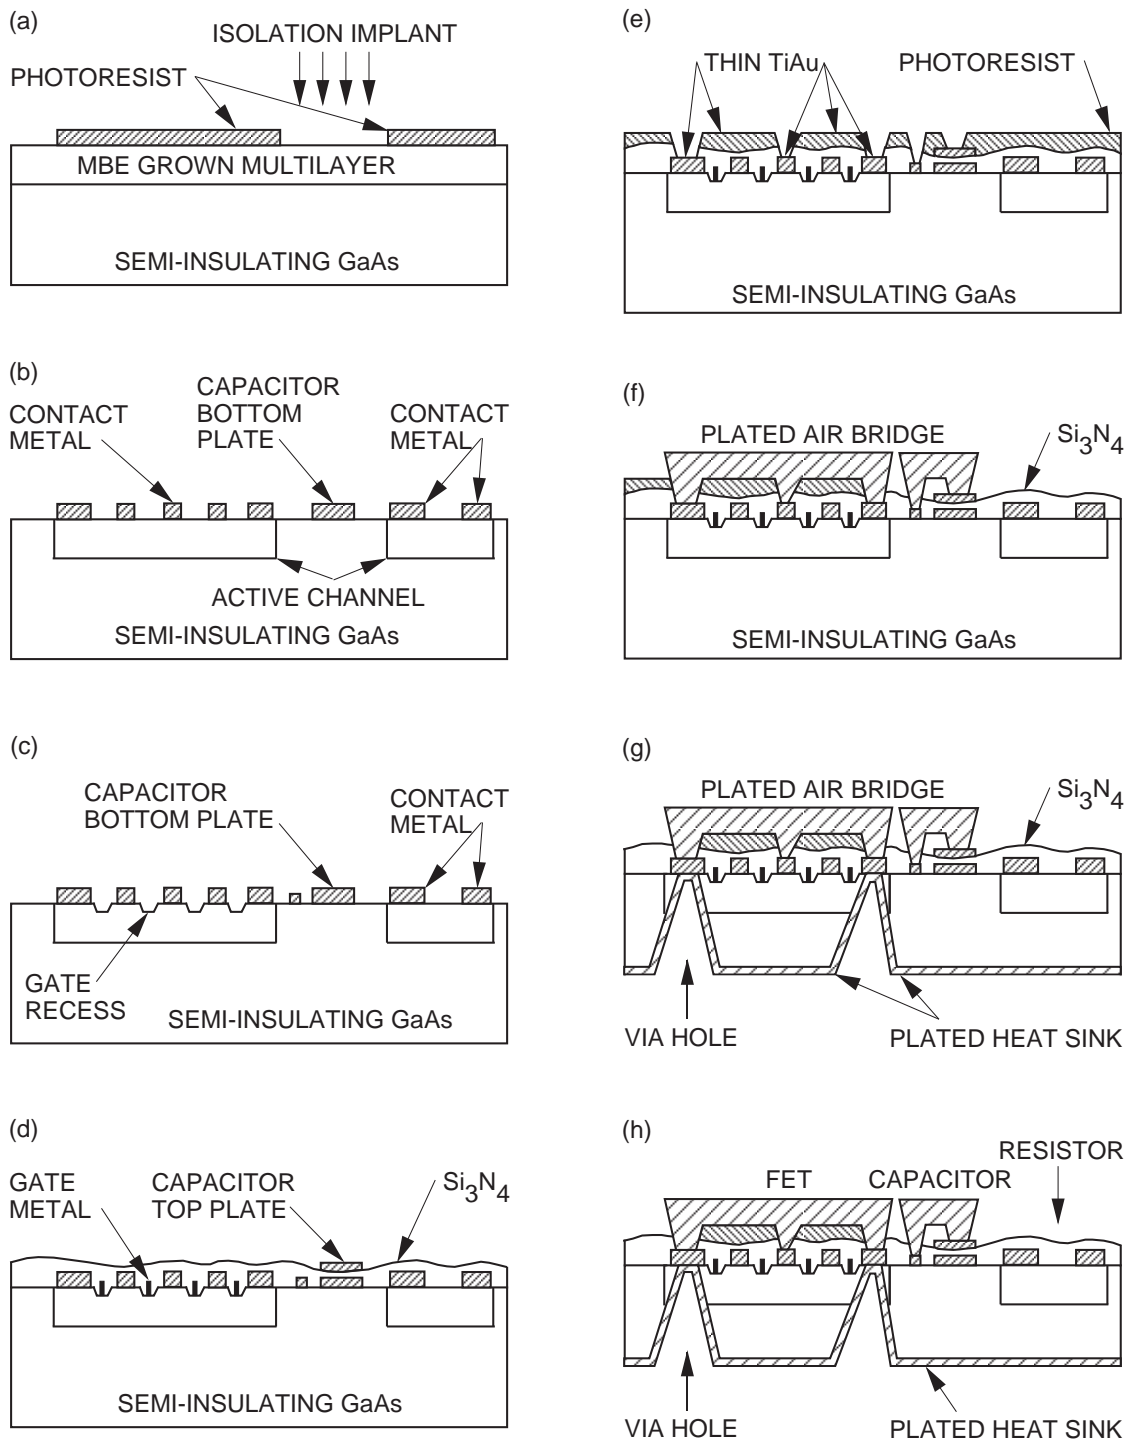 (a)
ISOLATION IMPLANT
PHOTORESIST
MBE GROWN MULTILAYER
SEMI-INSULATING GaAs
(b)
CONTACT
METAL
CAPACITOR
BOTTOM
PLATE
CONTACT
METAL
ACTIVE CHANNEL
SEMI-INSULATING GaAs
(c)
CAPACITOR
BOTTOM PLATE
CONTACT
METAL
GATE
RECESS
SEMI-INSULATING GaAs
(d)
GATE
METAL
CAPACITOR
TOP PLATE
Si3N4
SEMI-INSULATING GaAs
(e)
THIN TiAu
PHOTORESIST
SEMI-INSULATING GaAs
(f)
PLATED AIR BRIDGE
Si3N4
SEMI-INSULATING GaAs
(g)
PLATED AIR BRIDGE
Si3N4
VIA HOLE
PLATED HEAT SINK
(h)
RESISTOR
FET
CAPACITOR
VIA HOLE
PLATED HEAT SINK